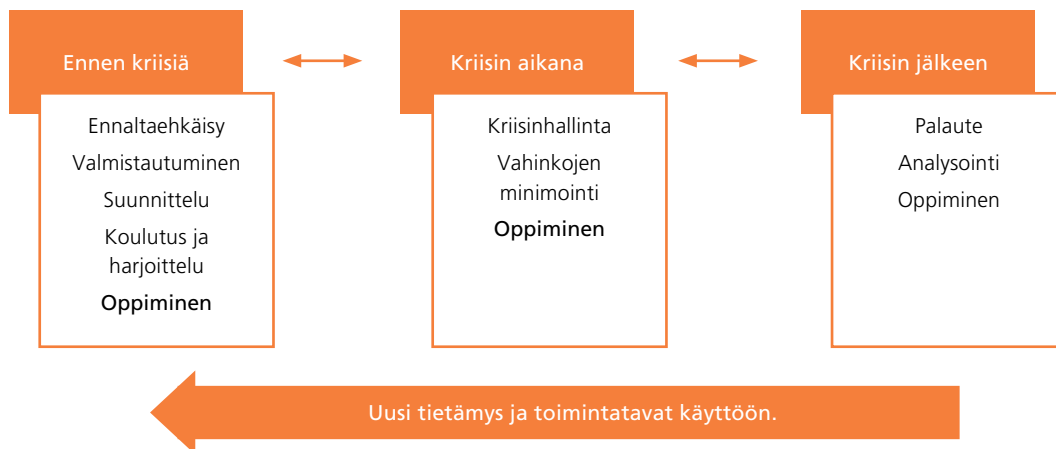 Ennen kriisiä
Ennaltaehkäisy
Valmistautuminen
Suunnittelu
Koulutus ja
harjoittelu
Oppiminen
Kriisin aikana
Kriisinhallinta
Vahinkojen
minimointi
Oppiminen
Kriisin jälkeen
Palaute
Analysointi
Oppiminen
Uusi tietämys ja toimintatavat käyttöön.